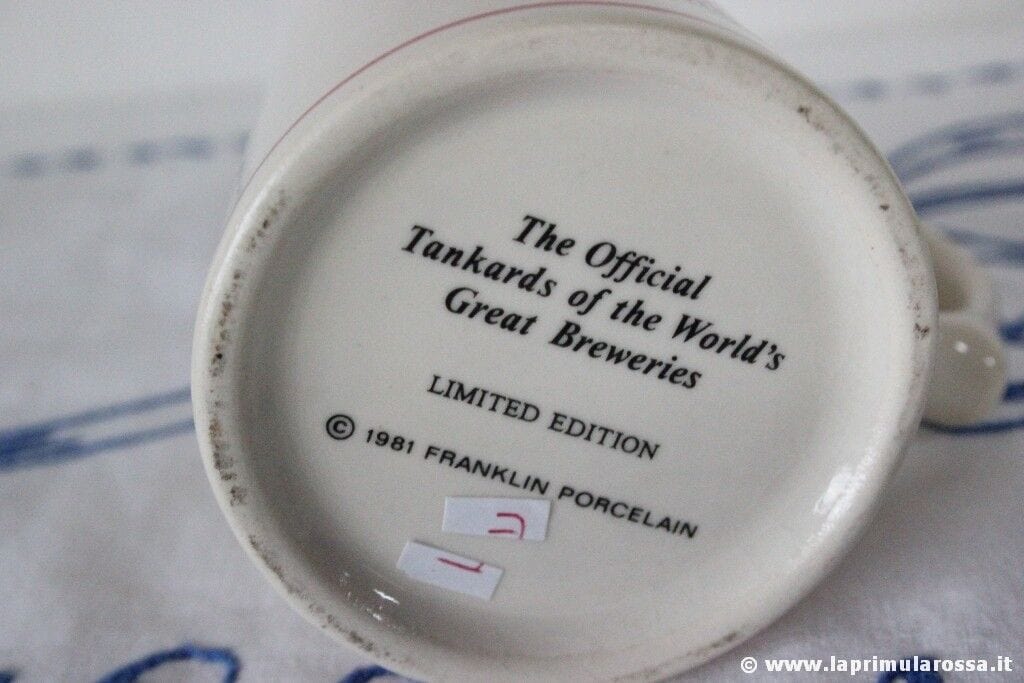 The Official
Tankards of the World's
Great Breweries
LIMITED EDITION
© 1981 FRANKLIN PORCELAIN
© www.laprimularossa.it